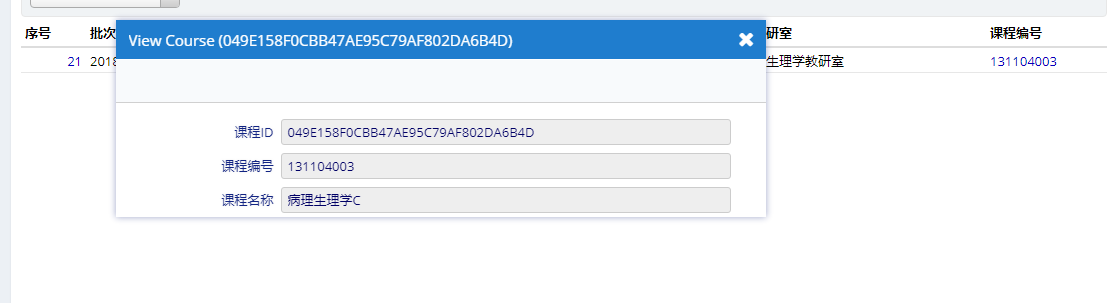 序号 批次 研室 课程编号
View Course (049E158F0CBB47AE95C79AF802DA6B4D)
21 2018 生理学教研室 131104003
课程ID 049E158F0CBB47AE95C79AF802DA6B4D
课程编号 131104003
课程名称 病理生理学C